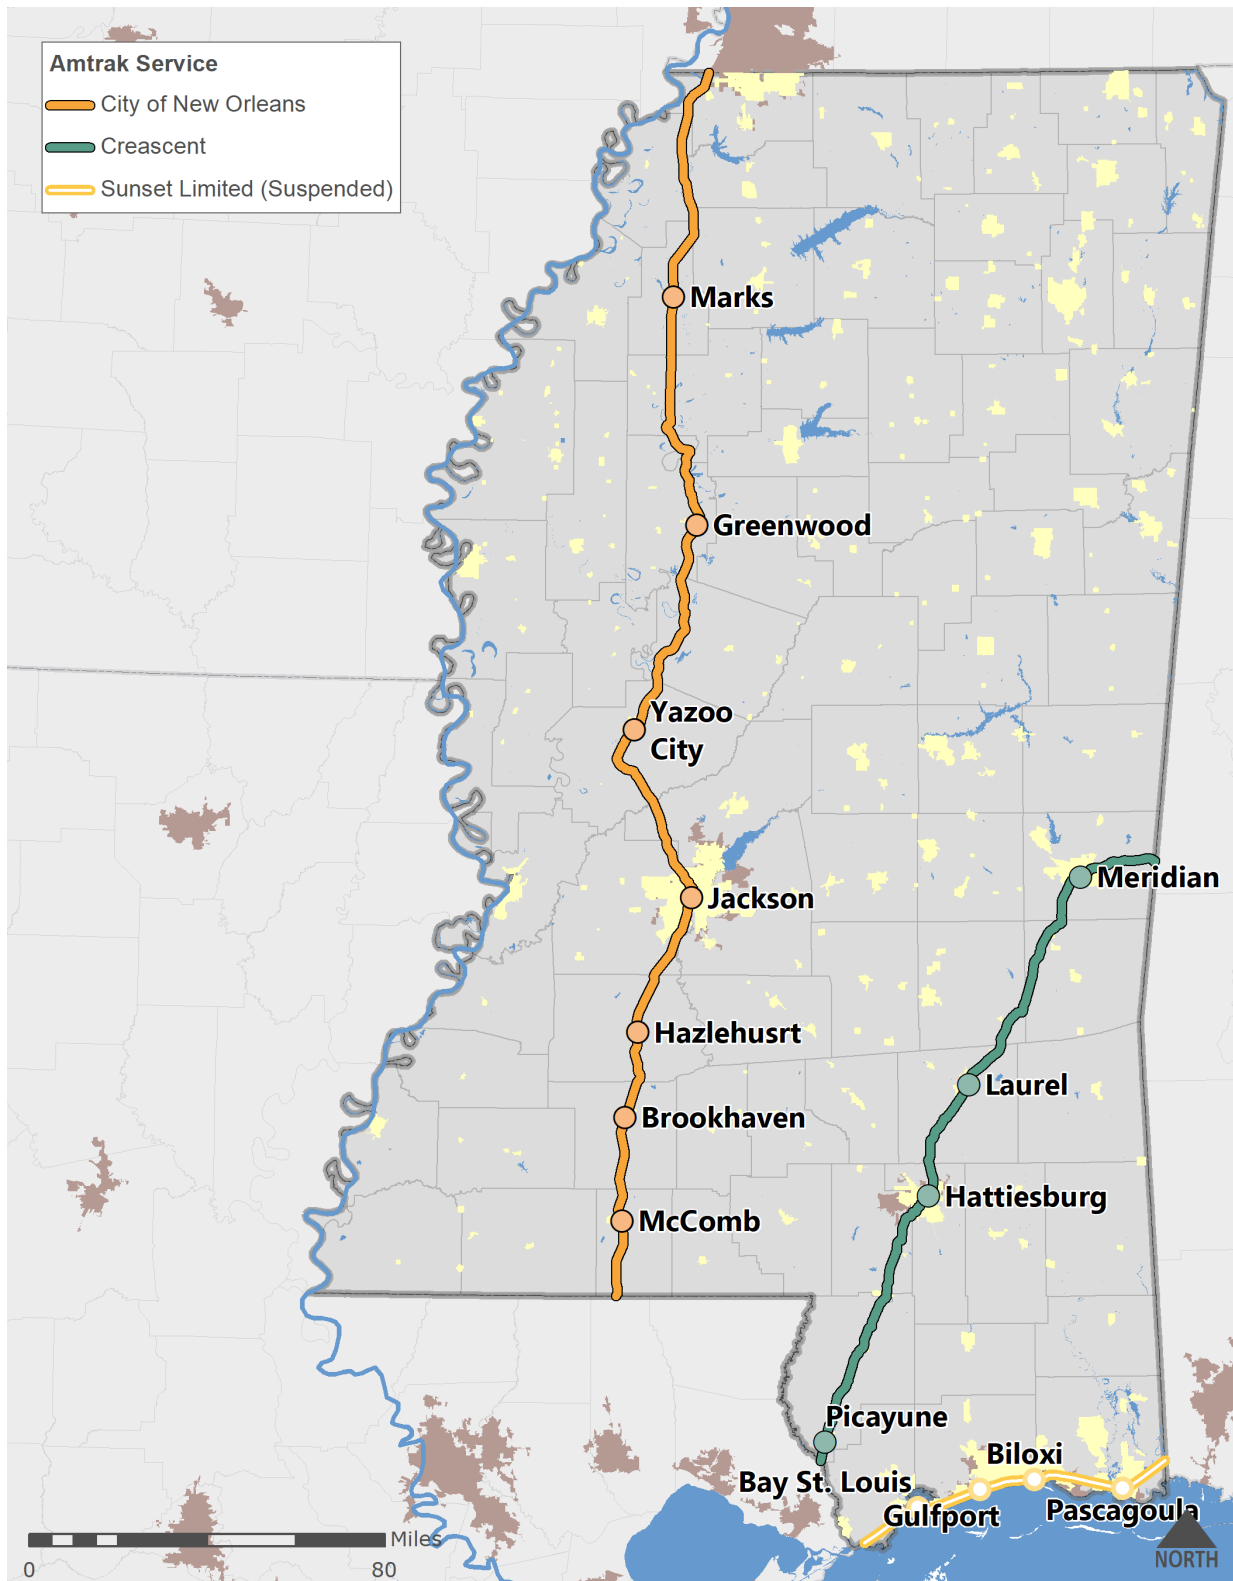 Amtrak Service
City of New Orleans
Creascent
Sunset Limited (Suspended)
Marks
Greenwood
Yazoo
City
Meridian
Jackson
Hazlehusrt
Laurel
Brookhaven
Hattiesburg
McComb
Picayune
Biloxi
Bay St. Louis
Pascagoula
Gulfport
Miles
0
80
NORTH